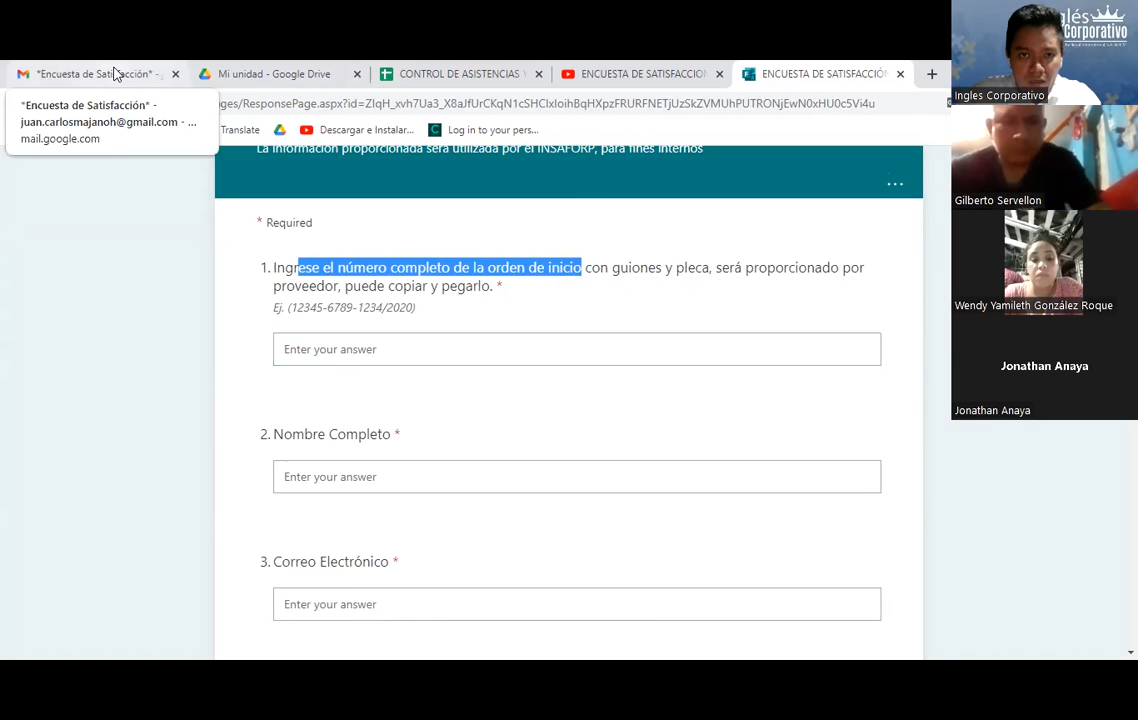 *Encuesta de Satisfacción* -
Mi unidad - Google Drive
CONTROL DE ASISTENCIAS Y
ENCUESTA DE SATISFACCION
ENCUESTA DE SATISFACCIÓN
*Encuesta de Satisfacción* -
juan.carlosmajanoh@gmail.com - ...
mail.google.com
ges/ResponsePage.aspx?id=ZIqH_xvh7Ua3_X8aJfUrCKqN1cSHClxIoihBqHXpzFRURFNETjUzSkZVMUhPUTRONjEwN0xHU0c5Vi4u
Translate
Descargar e Instalar...
Log in to your pers...
La información proporcionada será utilizada por el INSAFORP, para fines internos
...
* Required
1. Ingrese el número completo de la orden de inicio con guiones y pleca, será proporcionado por
proveedor, puede copiar y pegarlo. *
Ej. (12345-6789-1234/2020)
Enter your answer
2. Nombre Completo *
Enter your answer
3. Correo Electrónico *
Enter your answer
glés
Corporativo
Ingles Corporativo
Gilberto Servellon
Wendy Yamileth González Roque
Jonathan Anaya
Jonathan Anaya